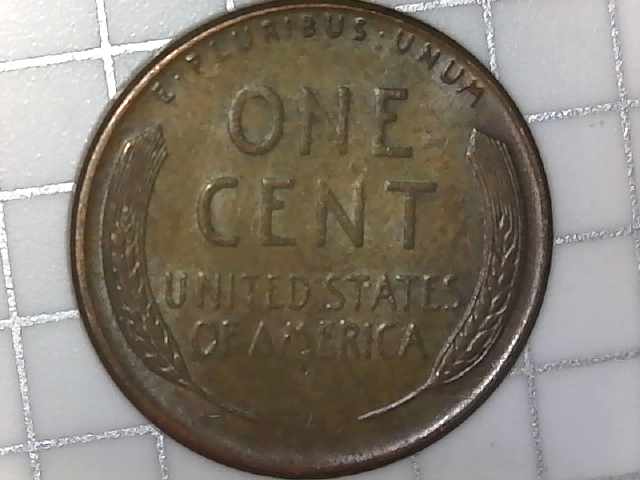 E·PLURIBUS·UNUM
ONE
CENT
UNITED STATES
OF AMERICA